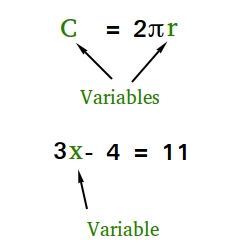 C = 2πr
Variables
3x- 4 = 11
Variable